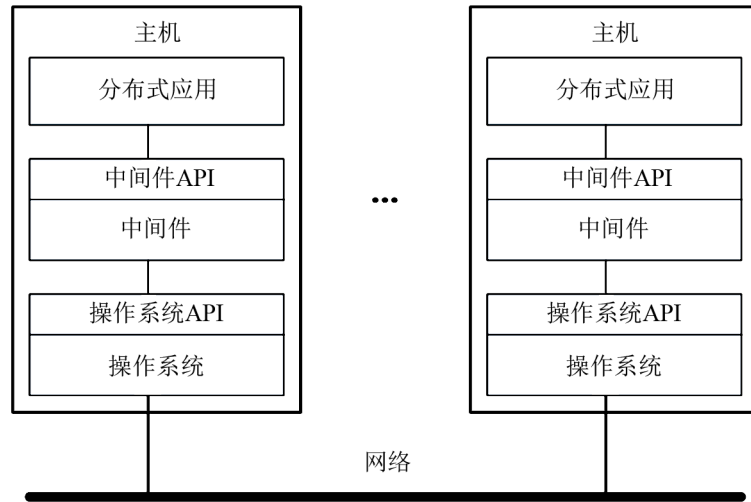 主机
分布式应用
中间件API
中间件
操作系统API
操作系统
...
主机
分布式应用
中间件API
中间件
操作系统API
操作系统
网络